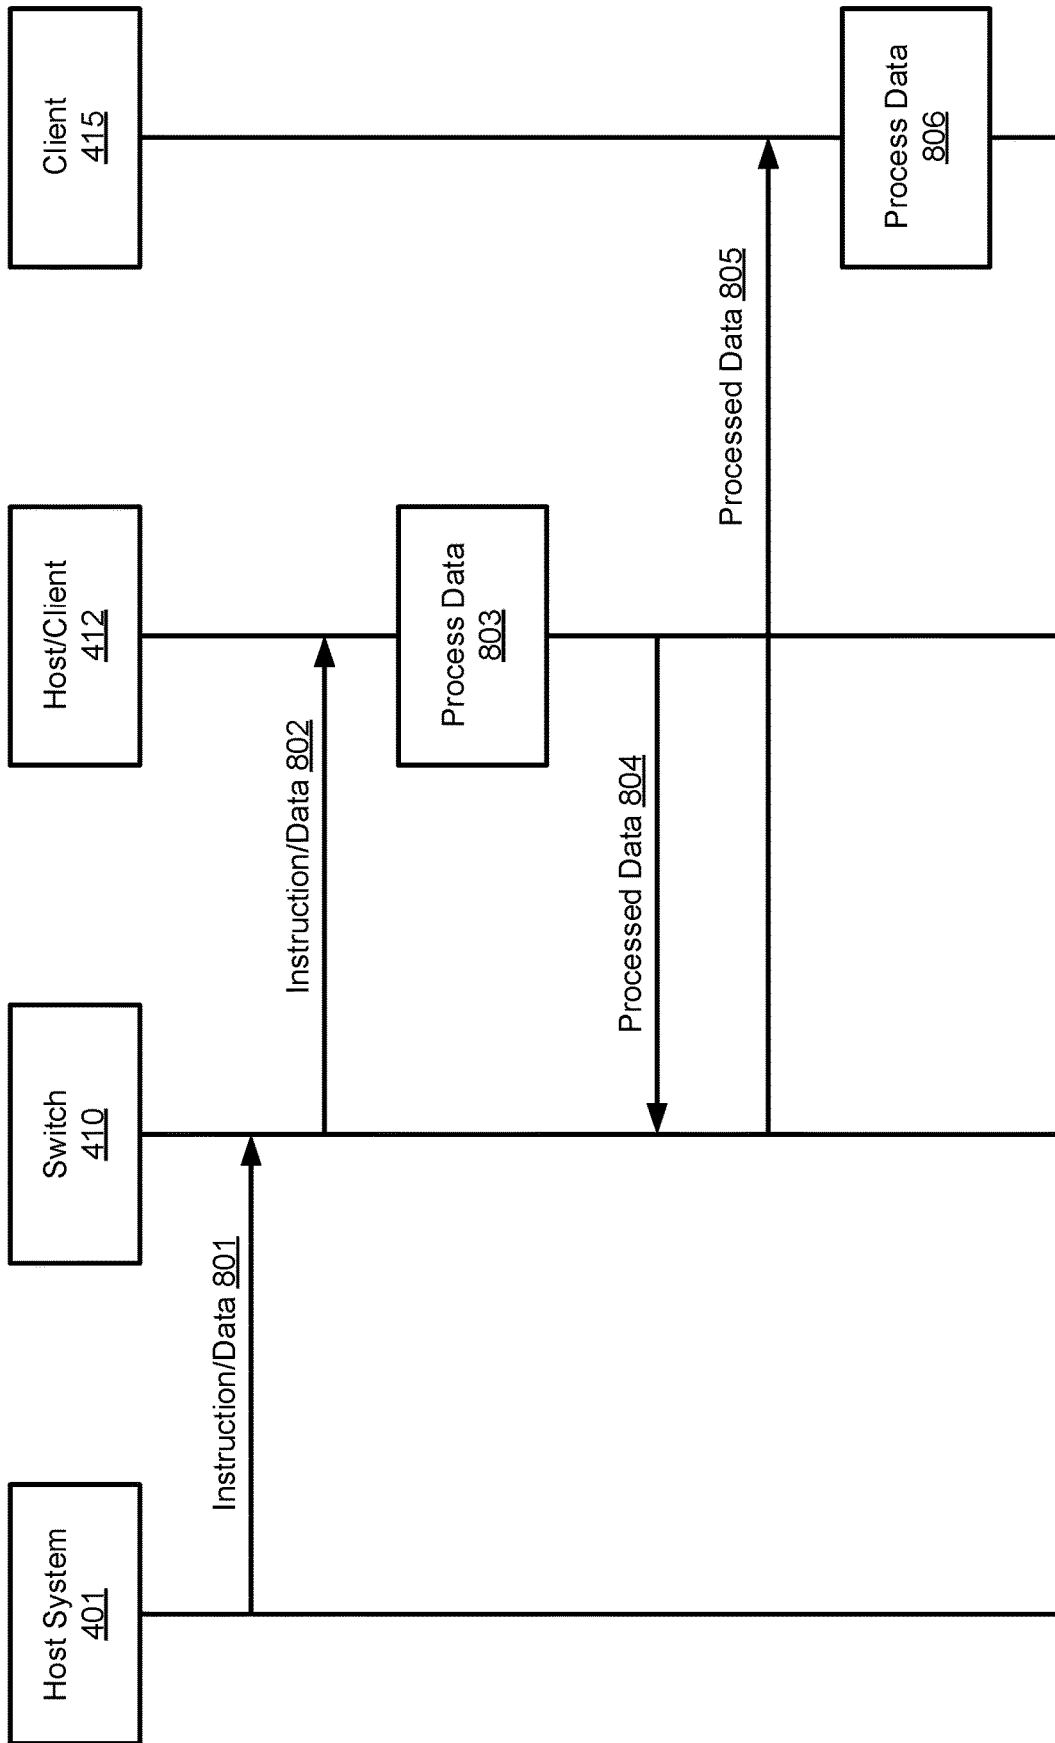 Host System
401
Switch
410
Host/Client
412
Client
415
Instruction/Data 801
Instruction/Data 802
Process Data
803
Processed Data 804
Processed Data 805
Process Data
806